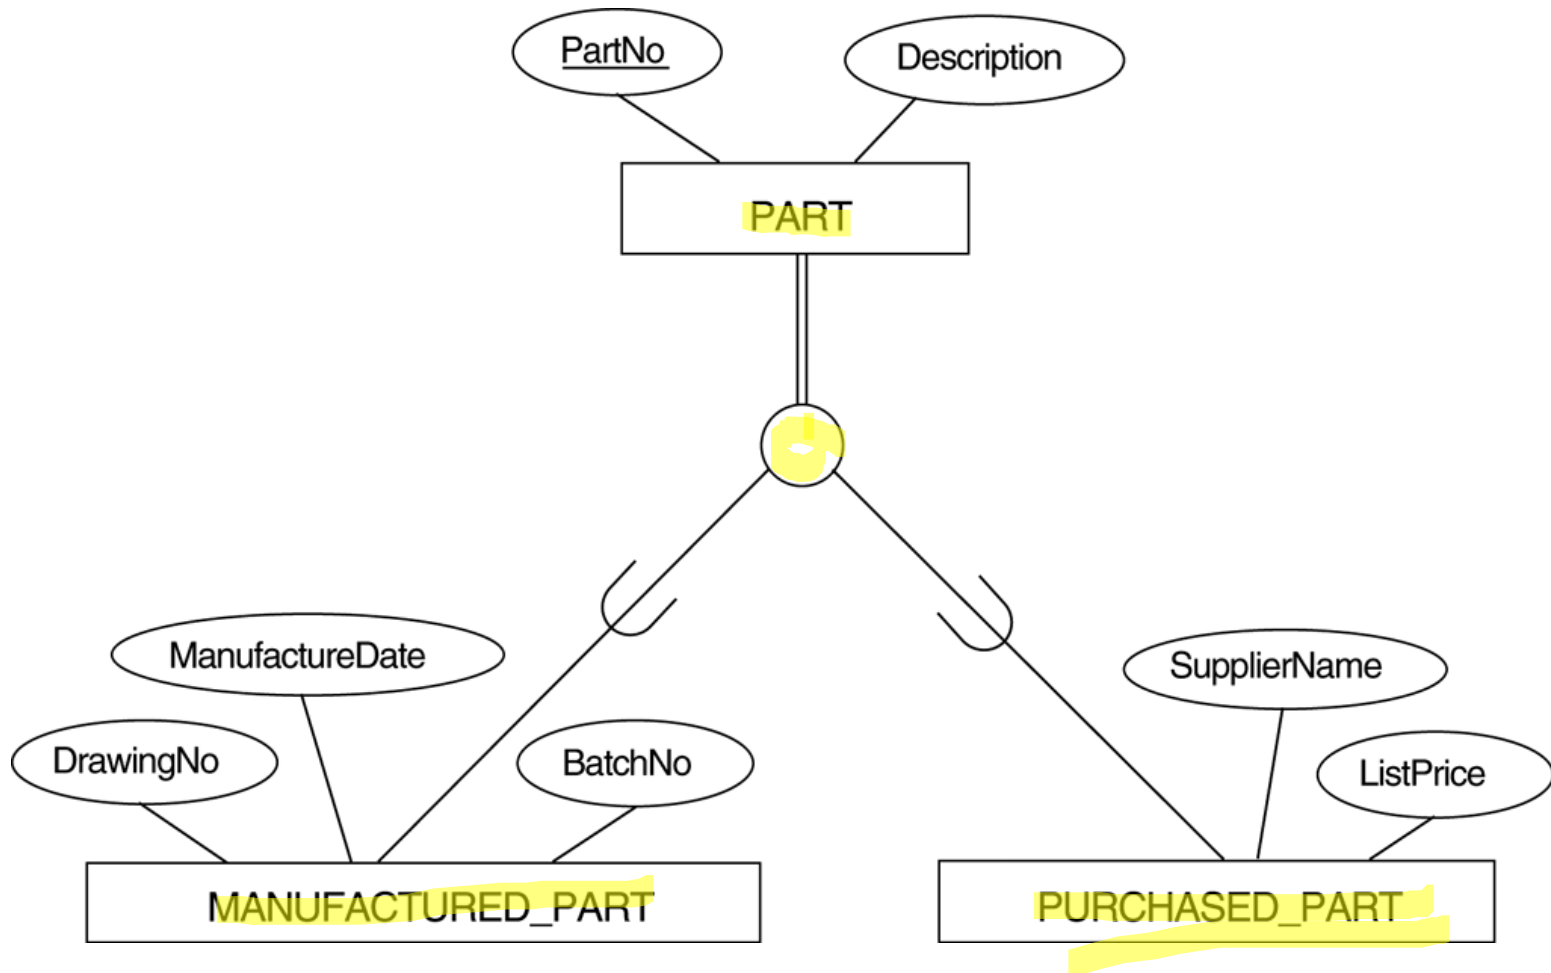 PartNo
Description
PART
ManufactureDate
SupplierName
DrawingNo
BatchNo
ListPrice
MANUFACTURED_PART
PURCHASED_PART